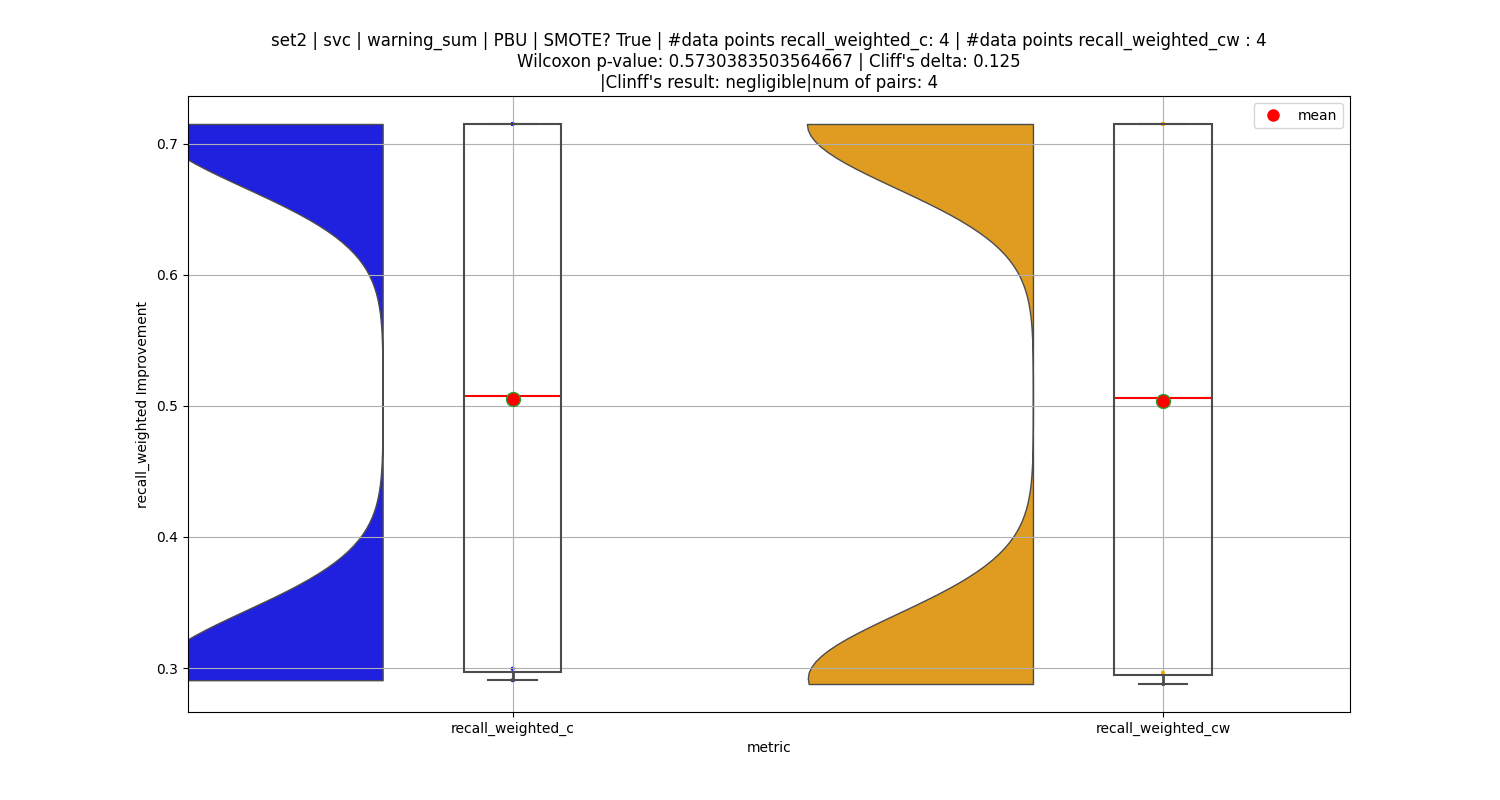 set2 | svc | warning_sum | PBU | SMOTE? True | #data points recall_weighted_c: 4 | #data points recall_weighted_cw : 4
Wilcoxon p-value: 0.5730383503564667 | Cliff's delta: 0.125
|Clinff's result: negligible|num of pairs: 4
mean
0.7
0.6
0.5
0.4
0.3
recall_weighted Improvement
recall_weighted_c
recall_weighted_cw
metric